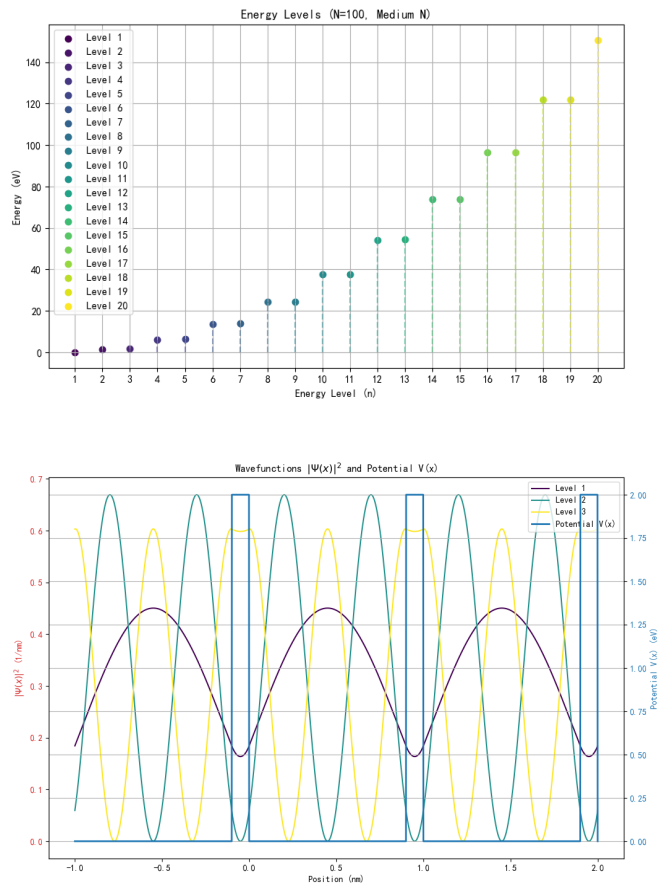 Energy Levels (N=100, Medium N)
Level 1
Level 2
Level 3
Level 4
Level 5
Level 6
Level 7
Level 8
Level 9
Level 10
Level 11
Level 12
Level 13
Level 14
Level 15
Level 16
Level 17
Level 18
Level 19
Level 20
Energy (eV)
140
120
100
80
60
40
20
0
1 2 3 4 5 6 7 8 9 10 11 12 13 14 15 16 17 18 19 20
Energy Level (n)
Wavefunctions |Ψ(x)|² and Potential V(x)
Level 1
Level 2
Level 3
Potential V(x)
|Ψ(x)|² (1/nm)
0.7
0.6
0.5
0.4
0.3
0.2
0.1
0.0
2.00
1.75
1.50
1.25
1.00
0.75
0.50
0.25
0.00
Potential V(x) (eV)
-1.0 -0.5 0.0 0.5 1.0 1.5 2.0
Position (nm)